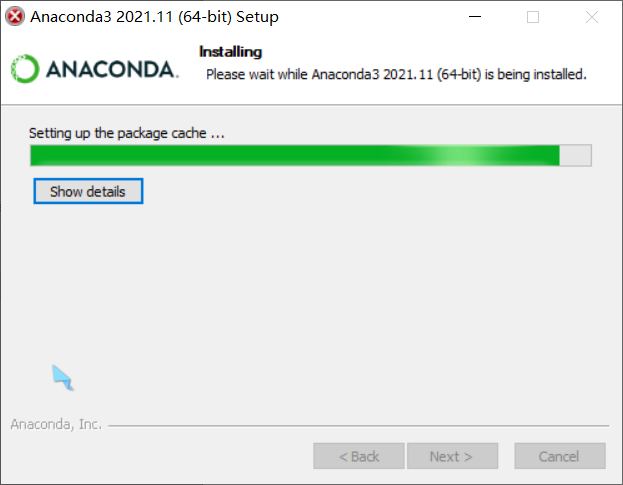 Anaconda3 2021.11 (64-bit) Setup
ANACONDA.
Installing
Please wait while Anaconda3 2021.11 (64-bit) is being installed.
Setting up the package cache ...
Show details
Anaconda, Inc.
< Back
Next >
Cancel